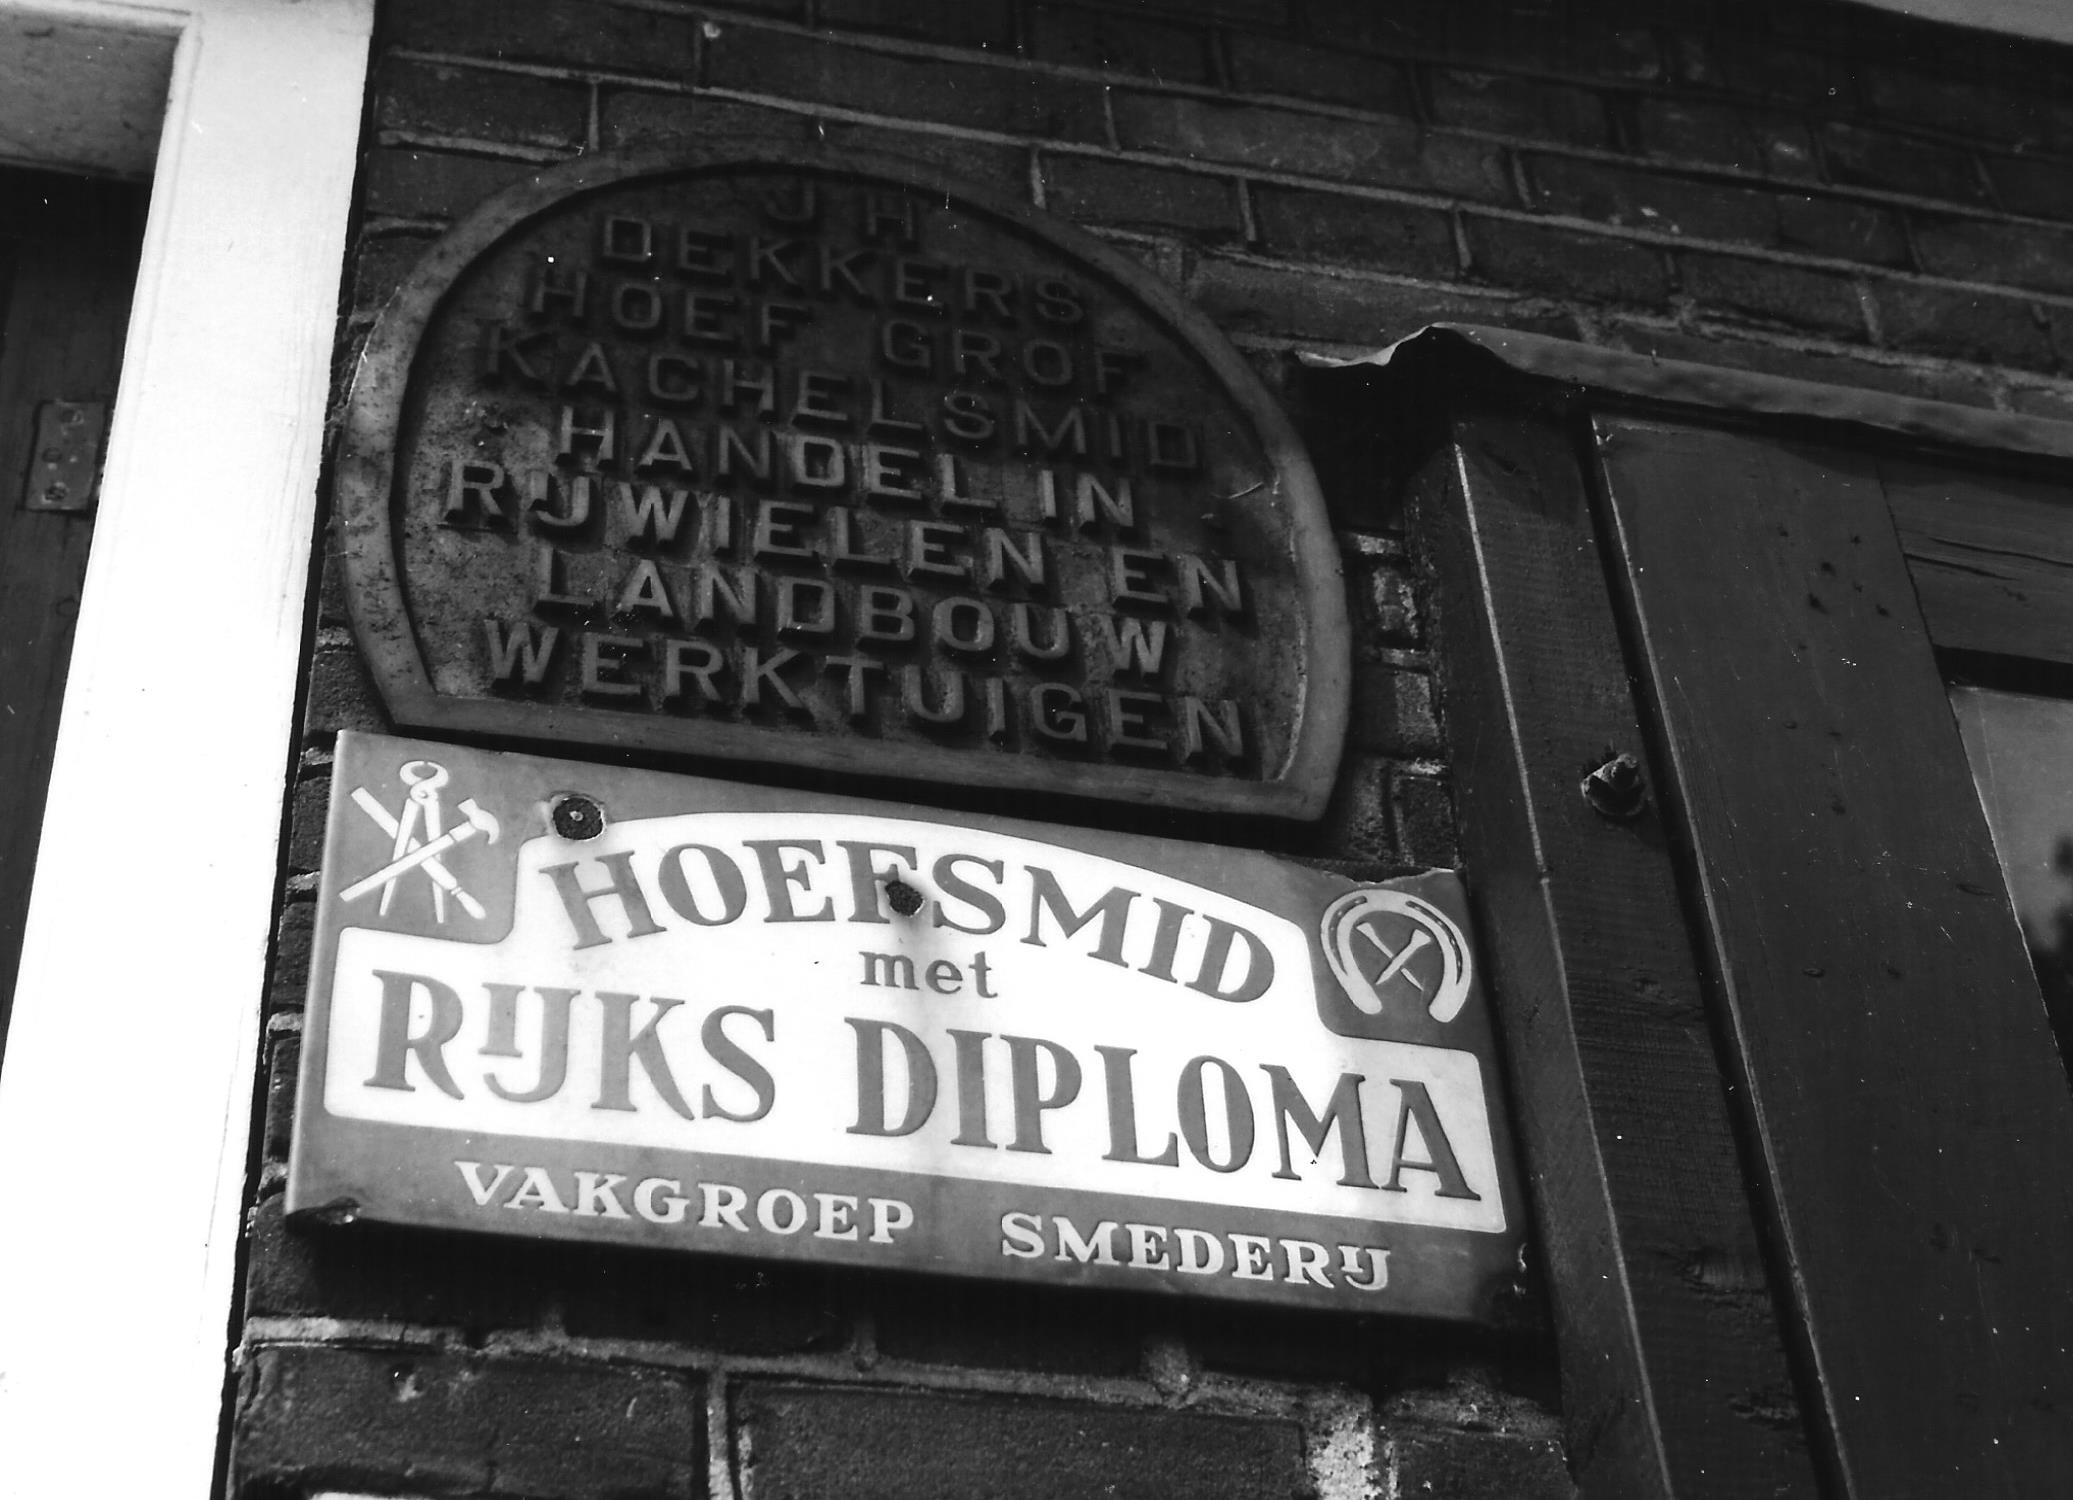 J H
DEKKERS
HOEF GROF
KACHELSMID
HANDEL IN
RIJWIELEN EN
LANDBOUW
WERKTUIGEN
HOEFSMID
met
RIJKS DIPLOMA
VAKGROEP SMEDERIJ